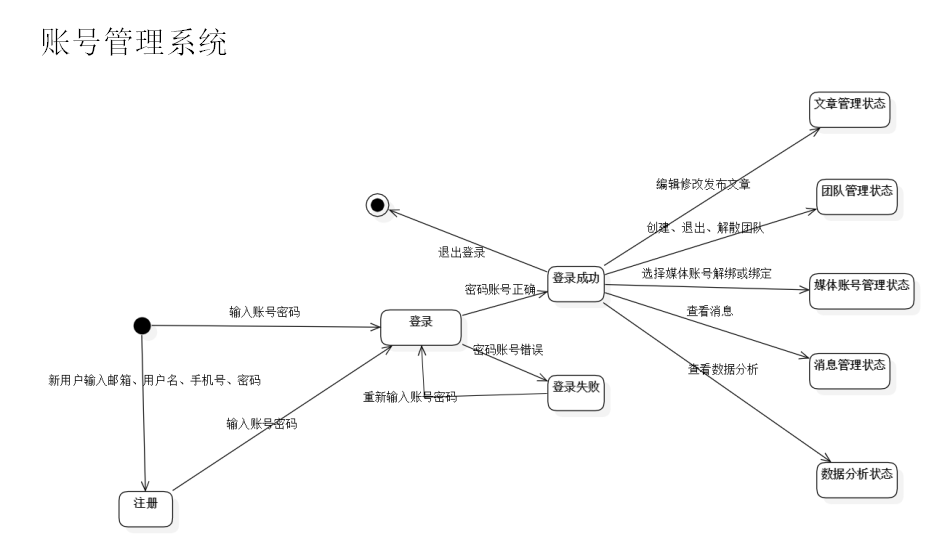 账号管理系统
文章管理状态
编辑修改发布文章
团队管理状态
创建、退出、解散团队
退出登录
登录成功
选择媒体账号解绑或绑定
媒体账号管理状态
密码账号正确
输入账号密码
登录
查看消息
密码账号错误
消息管理状态
查看数据分析
新用户输入邮箱、用户名、手机号、密码
登录失败
重新输入账号密码
输入账号密码
数据分析状态
注册